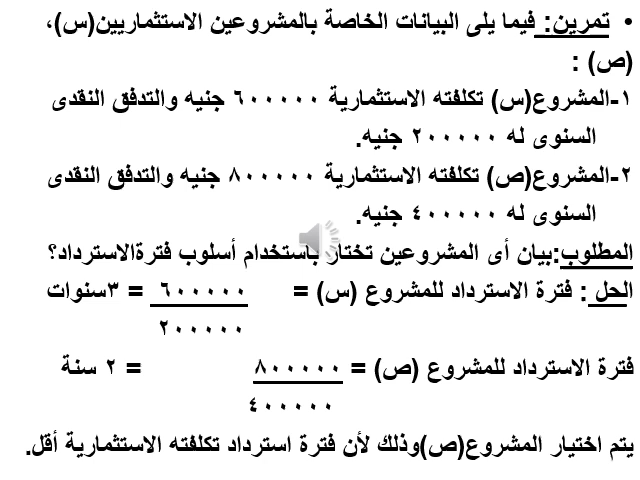 • تمرين: فيما يلى البيانات الخاصة بالمشروعين الاستثماريين(س)،
(ص) :
١-المشروع(س) تكلفته الاستثمارية ٦٠٠٠٠٠ جنيه والتدفق النقدى
السنوى له ٢٠٠٠٠٠ جنيه.
٢-المشروع(ص) تكلفته الاستثمارية ٨٠٠٠٠٠ جنيه والتدفق النقدى
السنوى له ٤٠٠٠٠٠ جنيه.
المطلوب:بيان أى المشروعين تختار باستخدام أسلوب فترةالاسترداد؟
الحل : فترة الاسترداد للمشروع (س) = ٦٠٠٠٠٠ = ٣سنوات
٢٠٠٠٠٠
فترة الاسترداد للمشروع (ص) = ٨٠٠٠٠٠ = ٢ سنة
٤٠٠٠٠٠
يتم اختيار المشروع(ص)وذلك لأن فترة استرداد تكلفته الاستثمارية أقل.